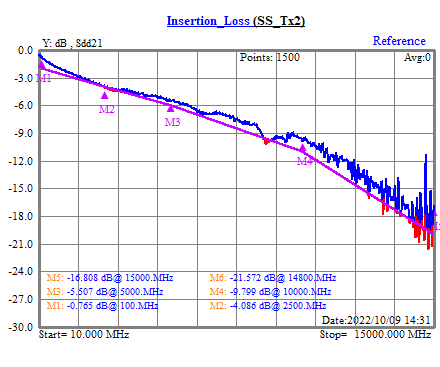 Insertion_Loss (SS_Tx2)
Y: dB , Sdd21
Reference
Points: 1500
Avg:0
0.0
-3.0
-6.0
-9.0
-12.0
-15.0
-18.0
-21.0
-24.0
-27.0
-30.0
M1
M2
M3
M4
M5: -16.808 dB@ 15000.MHz
M6: -21.572 dB@ 14800.MHz
M3: -5.507 dB@ 5000.MHz
M4: -9.799 dB@ 10000.MHz
M1: -0.765 dB@ 100.MHz
M2: -4.086 dB@ 2500.MHz
Date:2022/10/09 14:31
Start= 10.000 MHz
Stop= 15000.000 MHz